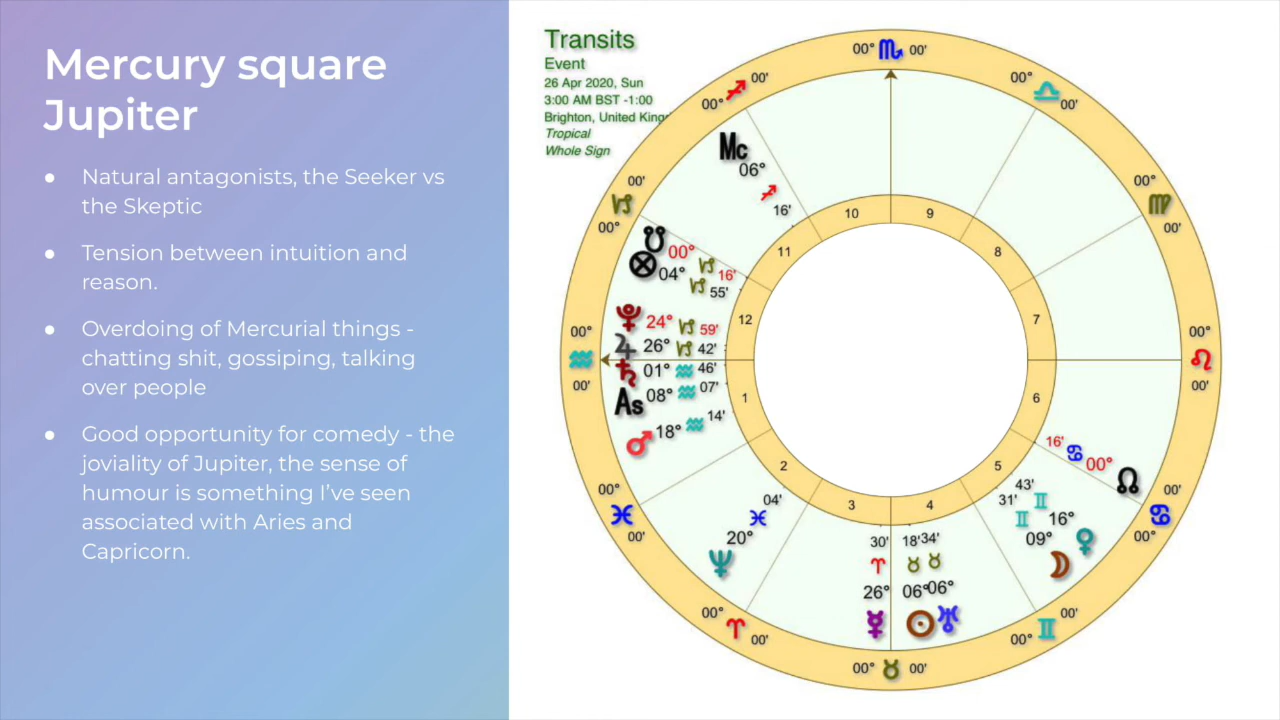 Mercury square
Jupiter
● Natural antagonists, the Seeker vs
the Skeptic
● Tension between intuition and
reason.
● Overdoing of Mercurial things -
chatting shit, gossiping, talking
over people
● Good opportunity for comedy - the
joviality of Jupiter, the sense of
humour is something I've seen
associated with Aries and
Capricorn.
Transits
Event
26 Apr 2020, Sun
3:00 AM BST -1:00
Brighton, United King
Tropical
Whole Sign
00° ♏ 00'
00° ♎ 00'
00° ♍ 00'
00° ♌ 00'
00° ♋ 00'
00° ♊ 00'
00° ♉ 00'
00° ♈ 00'
00° ♓ 00'
00° ♒ 00'
00° ♑ 00'
00° ♐ 00'
Mc 06° ♐ 16'
☋ 00° ♑ 16'
⊗ 04° ♑ 55'
♇ 24° ♑ 59'
♃ 26° ♑ 42'
♄ 01° ♒ 46'
As 08° ♒ 07'
♂ 18° ♒ 14'
♆ 20° ♓ 04'
☿ 26° ♈ 30'
☉ 06° ♉ 18'
♅ 06° ♉ 34'
☽ 09° ♊ 31'
♀ 16° ♊ 43'
☊ 00° ♋ 16'
1
2
3
4
5
6
7
8
9
10
11
12